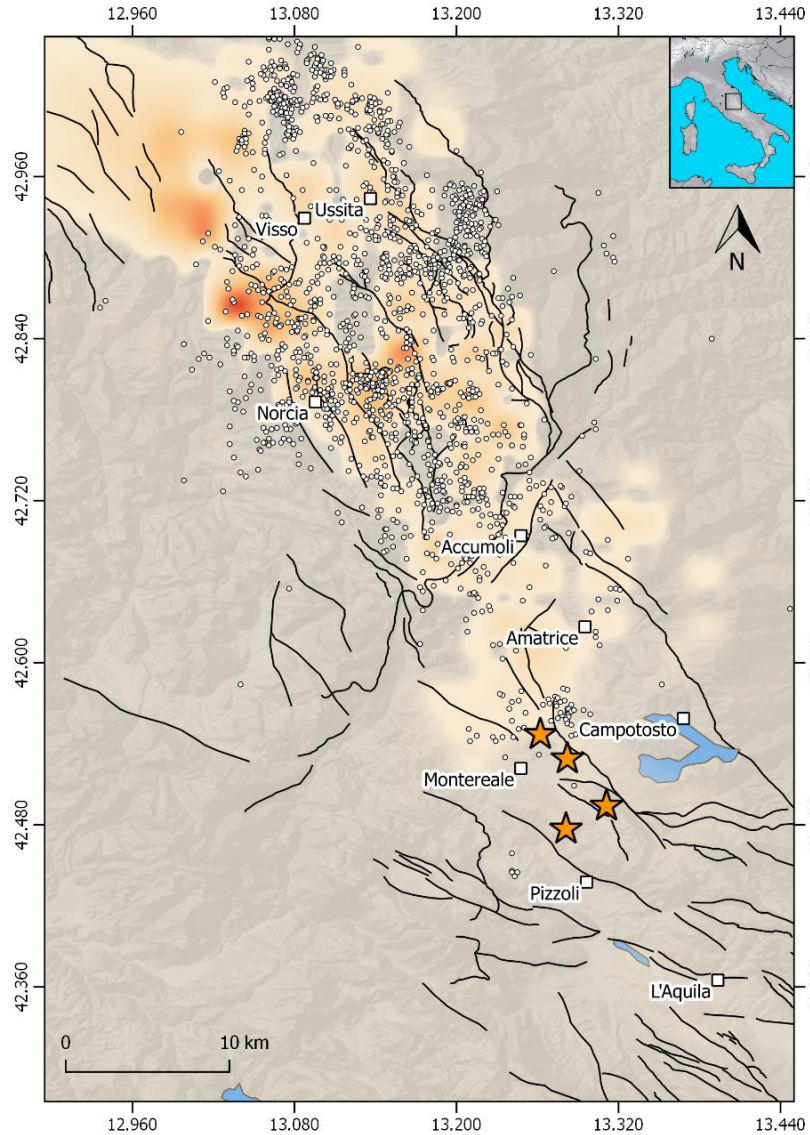 12.960 13.080 13.200 13.320 13.440
N
42.960
Ussita
Visso
42.840
Norcia
42.720
Accumoli
Amatrice
42.600
Campotosto
Montereale
42.480
Pizzoli
42.360
L'Aquila
0 10 km
12.960 13.080 13.200 13.320 13.440